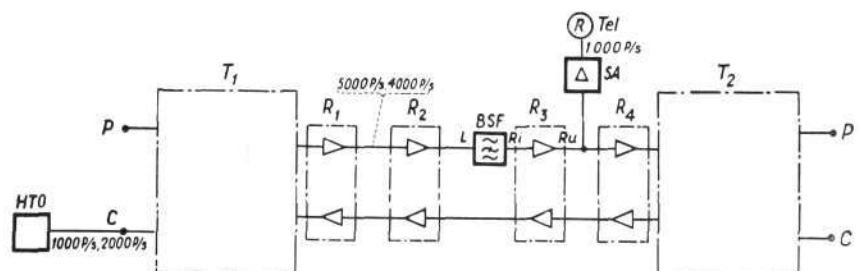 R Tel
1000 P/s
Δ SA
T1
T2
5000 P/s, 4000 P/s
R1
R2
BSF
R3
R4
P
L
Ri
Ru
P
HTO
C
1000 P/s, 2000 P/s
C